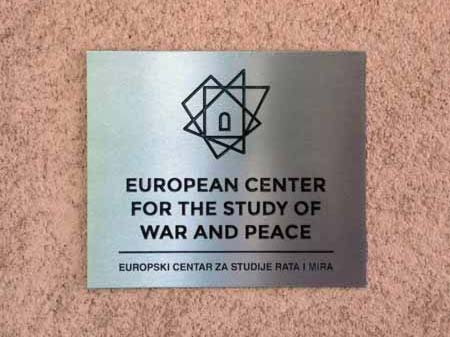 EUROPEAN CENTER
FOR THE STUDY OF
WAR AND PEACE
EUROPSKI CENTAR ZA STUDIJE RATA I MIRA